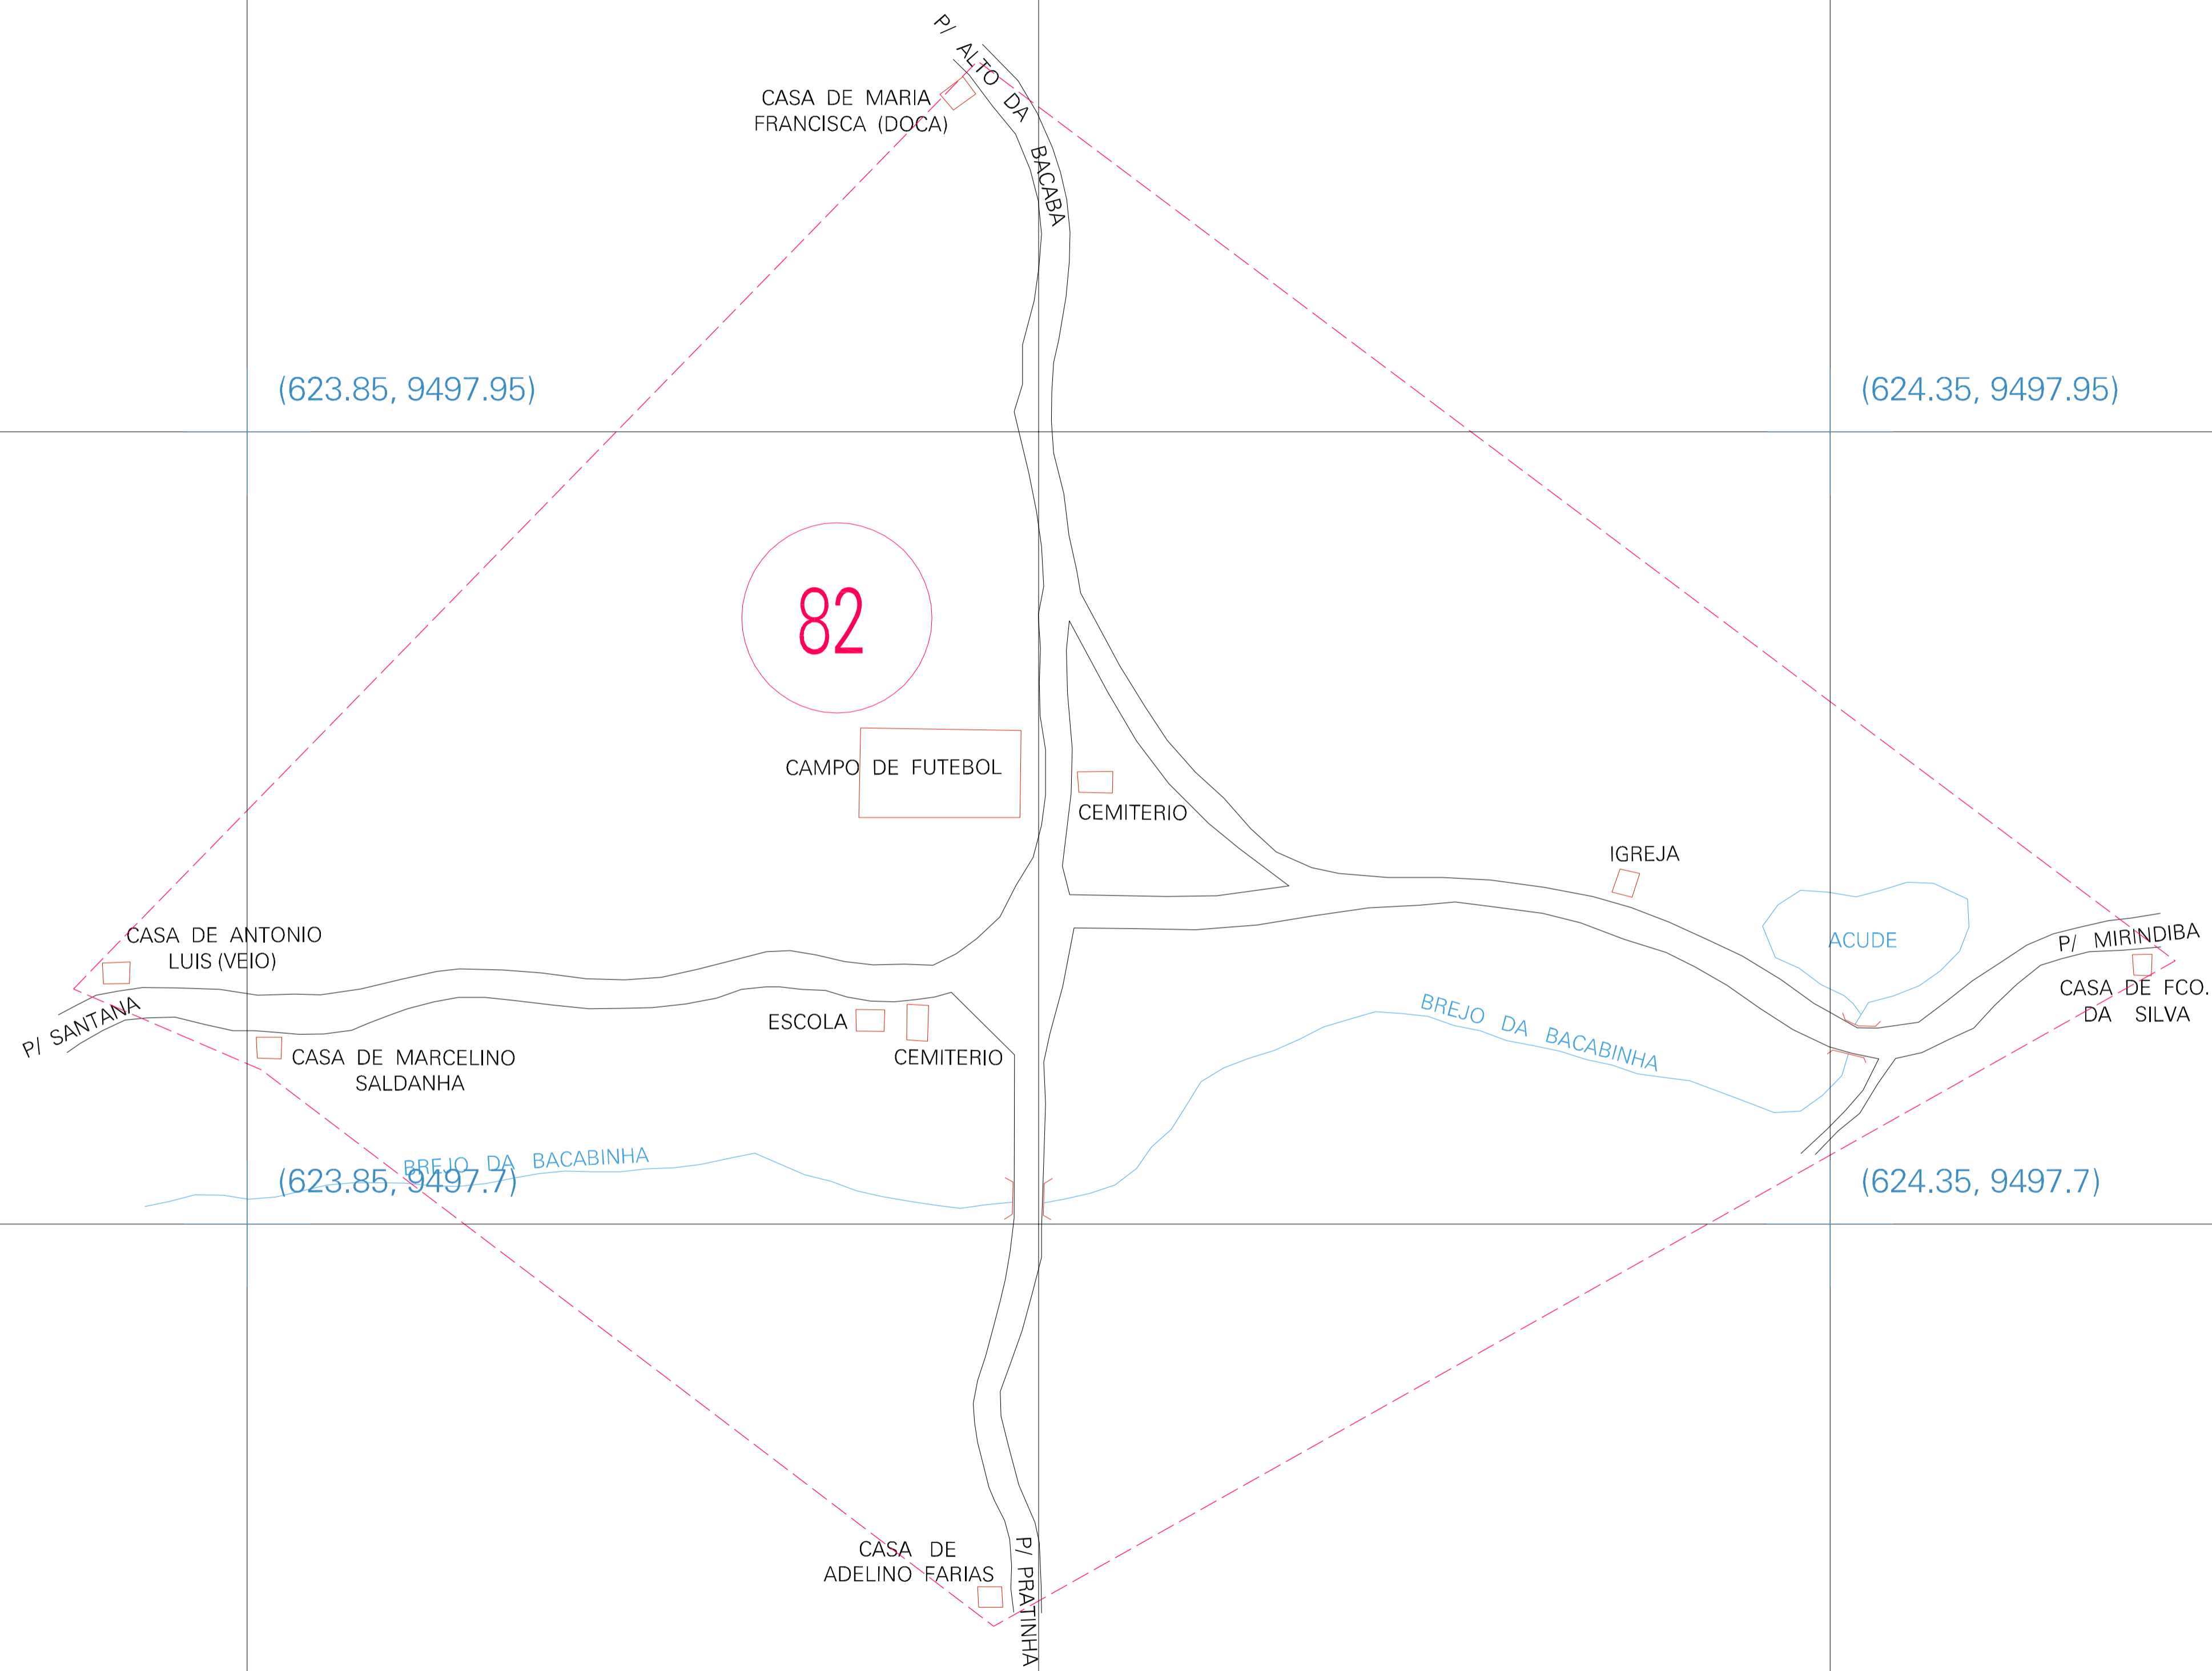 P/ ALTO DA BACABA
CASA DE MARIA
FRANCISCA (DOCA)
(623.85, 9497.95)
(624.35, 9497.95)
82
CAMPO DE FUTEBOL
CEMITERIO
IGREJA
CASA DE ANTONIO
LUIS (VEIO)
ACUDE
P/ MIRINDIBA
CASA DE FCO.
DA SILVA
P/ SANTANA
ESCOLA
CEMITERIO
CASA DE MARCELINO
SALDANHA
BREJO DA BACABINHA
BREJO DA BACABINHA
(623.85, 9497.7)
(624.35, 9497.7)
CASA DE
ADELINO FARIAS
P/ PRATINHA